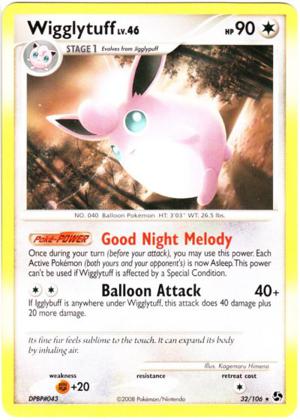 Wigglytuff LV.46 HP 90
STAGE 1 Evolves from Jigglypuff
NO. 040 Balloon Pokémon HT: 3'03" WT: 26.5 lbs.
Poké-POWER Good Night Melody
Once during your turn (before your attack), you may use this power. Each
Active Pokémon (both yours and your opponent's) is now Asleep. This power can't
be used if Wigglytuff is affected by a Special Condition.
Balloon Attack 40+
If Igglybuff is anywhere under Wigglytuff, this attack does 40 damage plus
20 more damage.
Its fine fur feels sublime to the touch. It can expand its body
by inhaling air.
Illus. Kagemaru Himeno
weakness resistance retreat cost
+20
DPBP#043 ©2008 Pokémon/Nintendo 32/106 ★